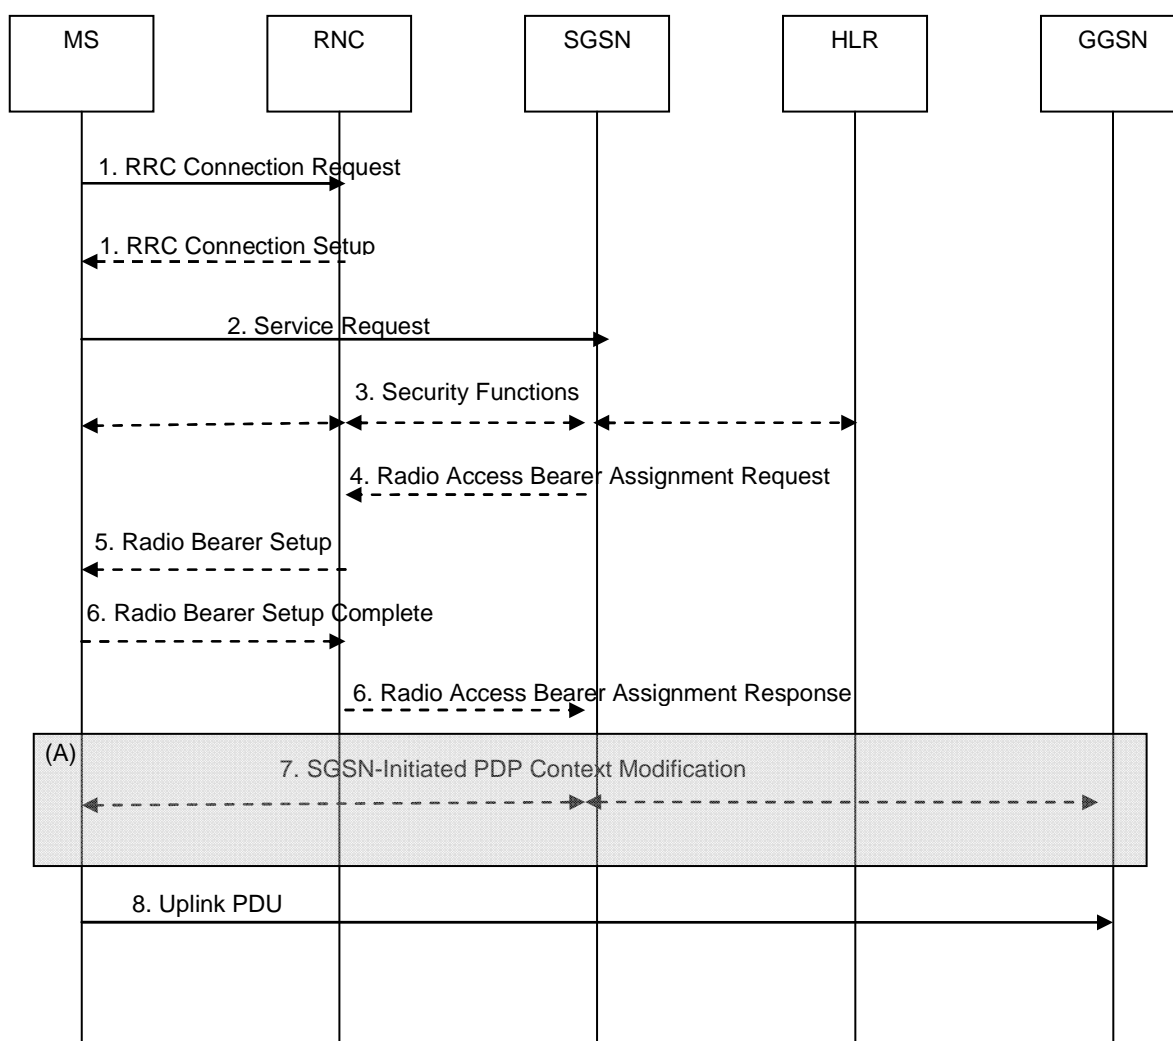 MS
RNC
SGSN
HLR
GGSN
1. RRC Connection Request
1. RRC Connection Setup
2. Service Request
3. Security Functions
4. Radio Access Bearer Assignment Request
5. Radio Bearer Setup
6. Radio Bearer Setup Complete
6. Radio Access Bearer Assignment Response
(A)
7. SGSN-Initiated PDP Context Modification
8. Uplink PDU